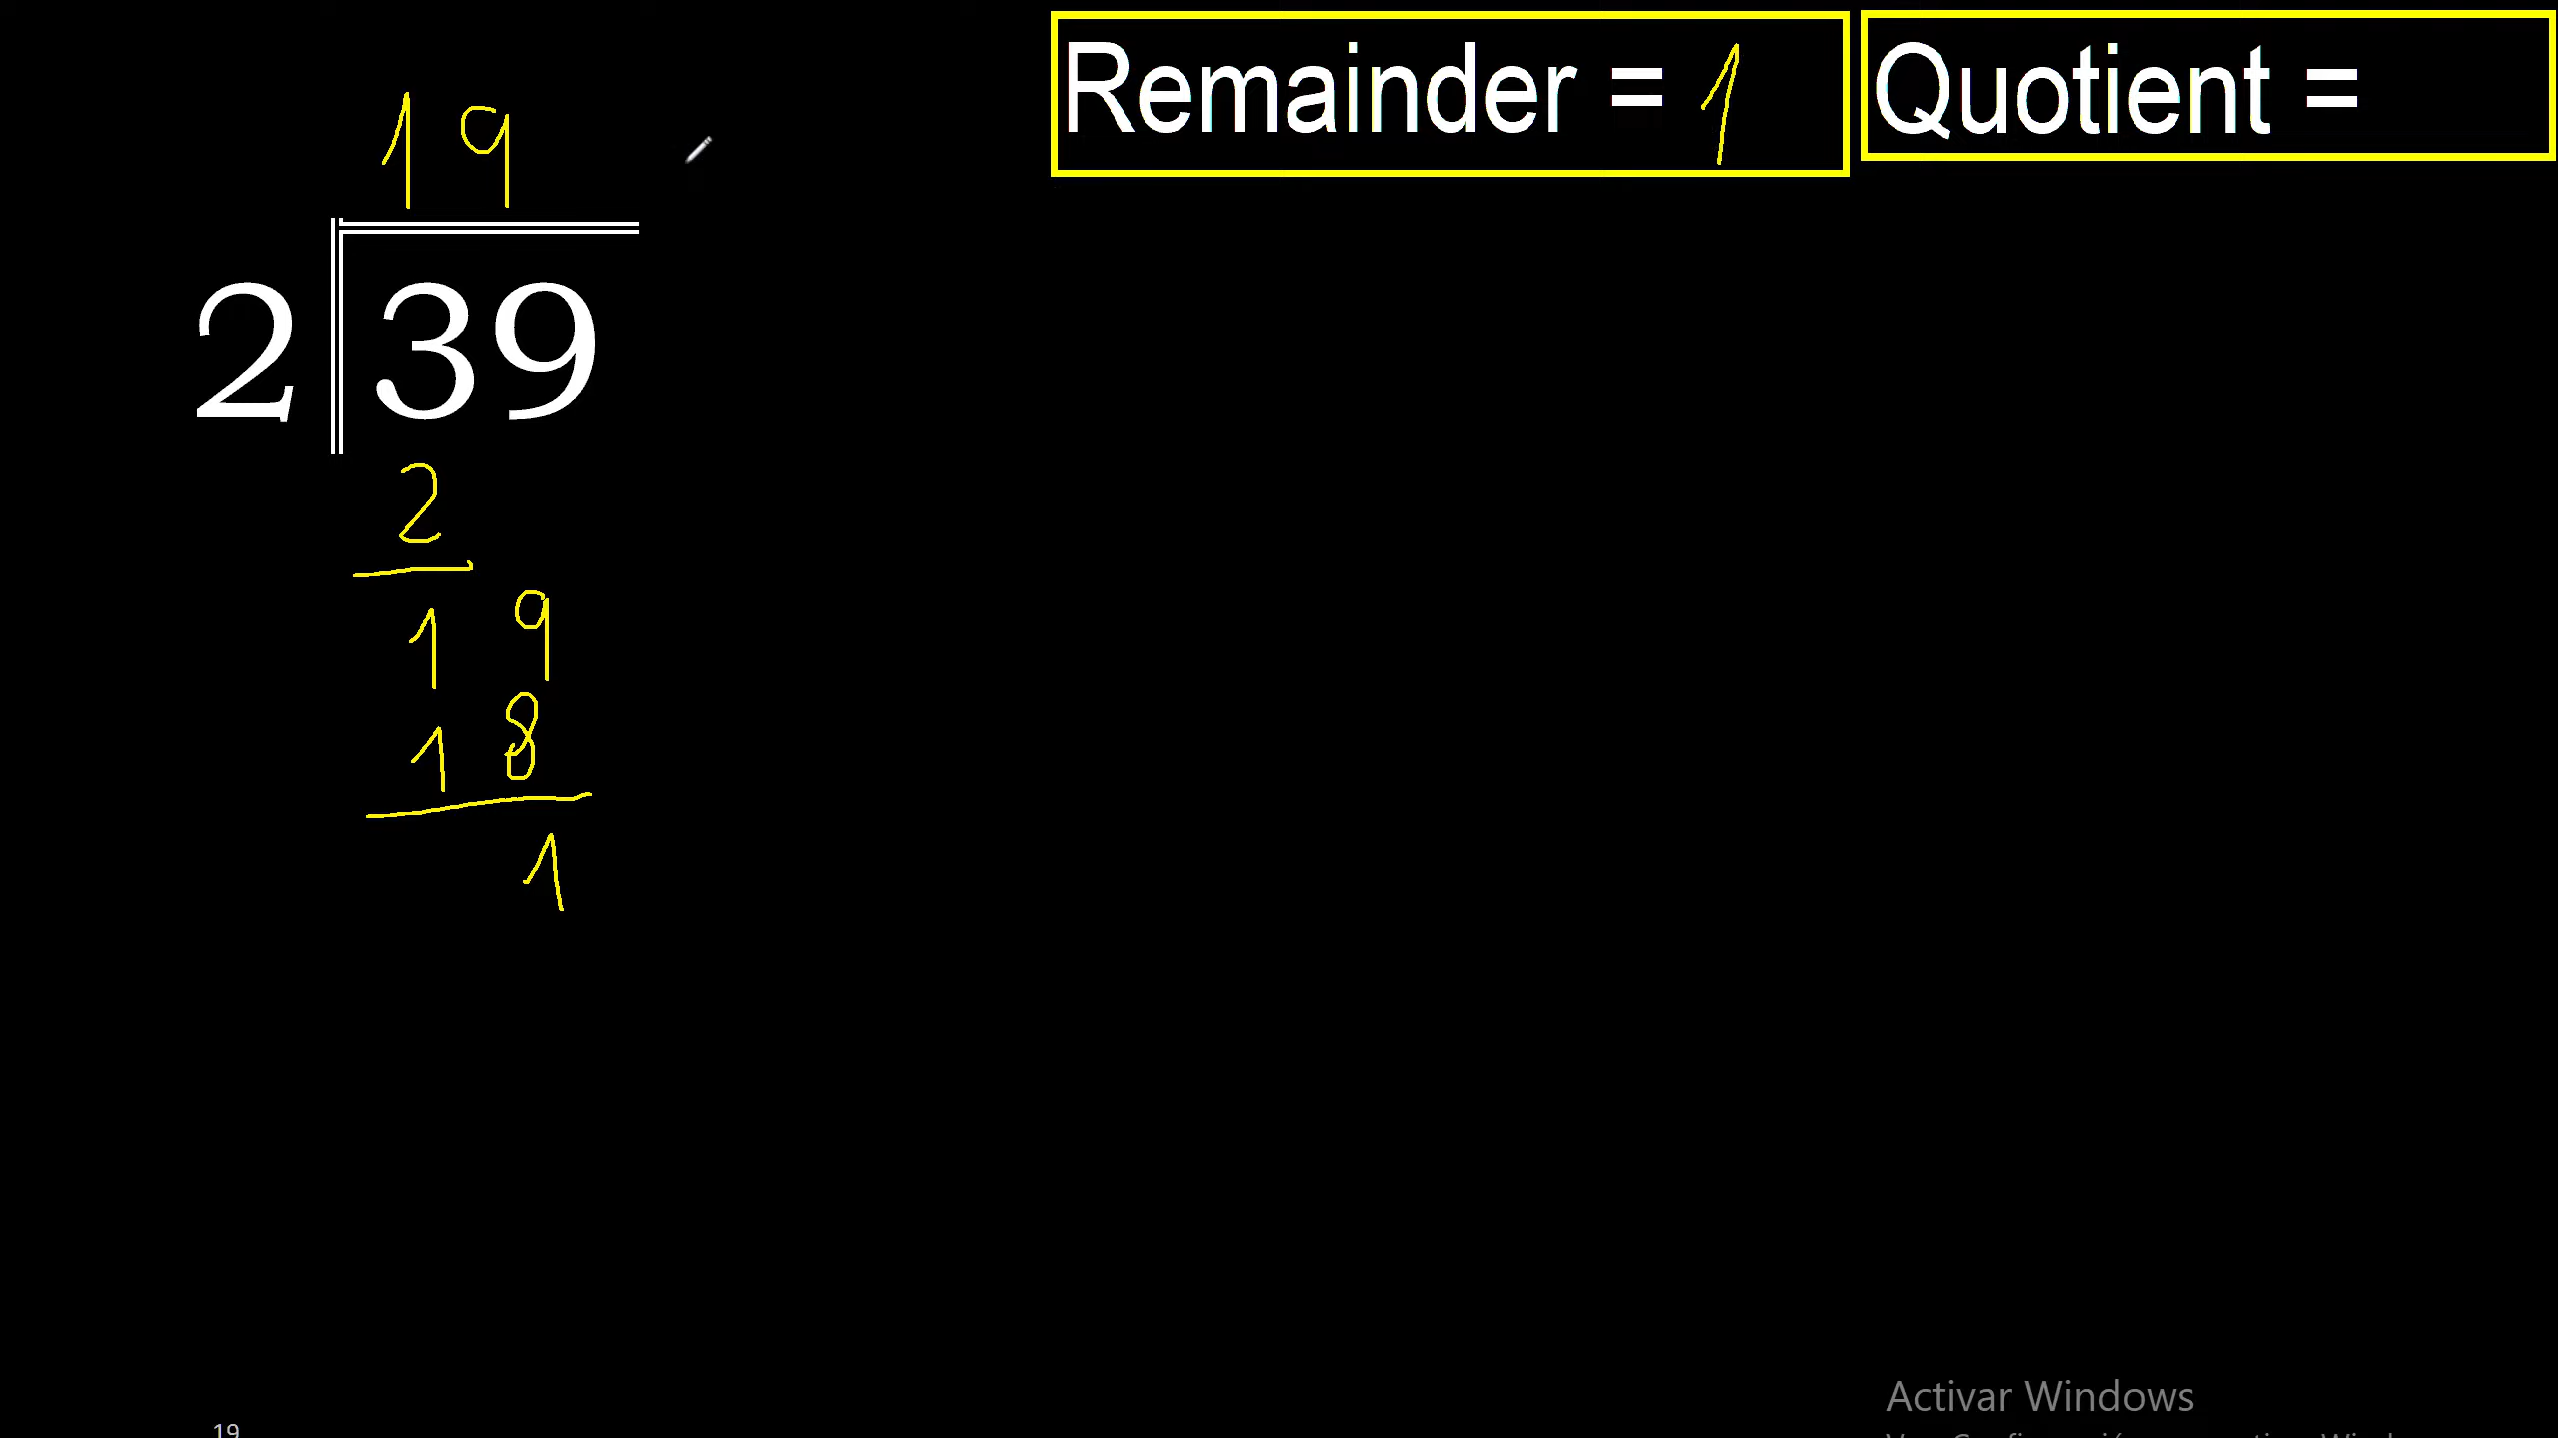 Remainder = 1
Quotient =
19
2 39
2
19
18
1
Activar Windows
19